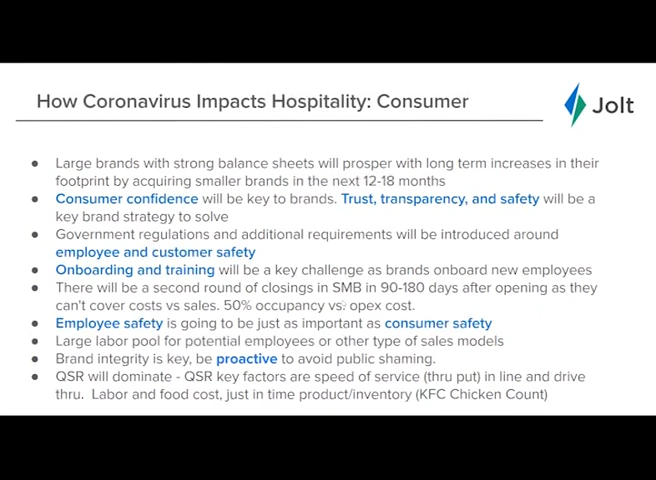 How Coronavirus Impacts Hospitality: Consumer
Jolt
● Large brands with strong balance sheets will prosper with long term increases in their
footprint by acquiring smaller brands in the next 12-18 months
● Consumer confidence will be key to brands. Trust, transparency, and safety will be a
key brand strategy to solve
● Government regulations and additional requirements will be introduced around
employee and customer safety
● Onboarding and training will be a key challenge as brands onboard new employees
● There will be a second round of closings in SMB in 90-180 days after opening as they
can't cover costs vs sales. 50% occupancy vs. opex cost.
● Employee safety is going to be just as important as consumer safety
● Large labor pool for potential employees or other type of sales models
● Brand integrity is key, be proactive to avoid public shaming.
● QSR will dominate - QSR key factors are speed of service (thru put) in line and drive
thru. Labor and food cost, just in time product/inventory (KFC Chicken Count)